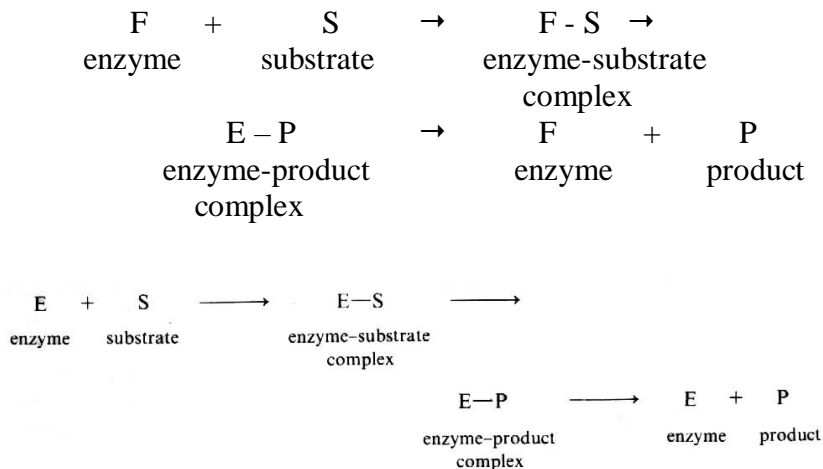 F + S → F - S →
enzyme substrate enzyme-substrate
complex
E – P → F + P
enzyme-product enzyme product
complex
E + S ⟶ E—S ⟶
enzyme substrate enzyme–substrate
complex
E—P ⟶ E + P
enzyme–product enzyme product
complex